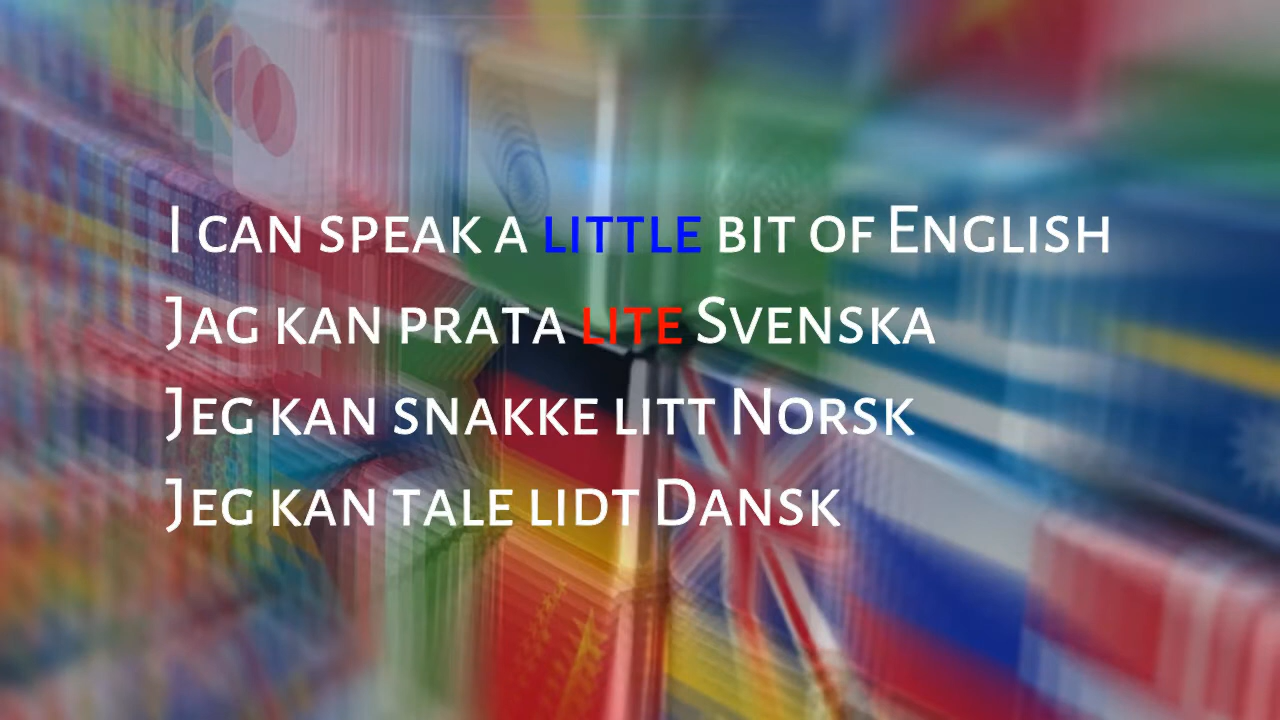 I can speak a little bit of English
Jag kan prata lite Svenska
Jeg kan snakke litt Norsk
Jeg kan tale lidt Dansk